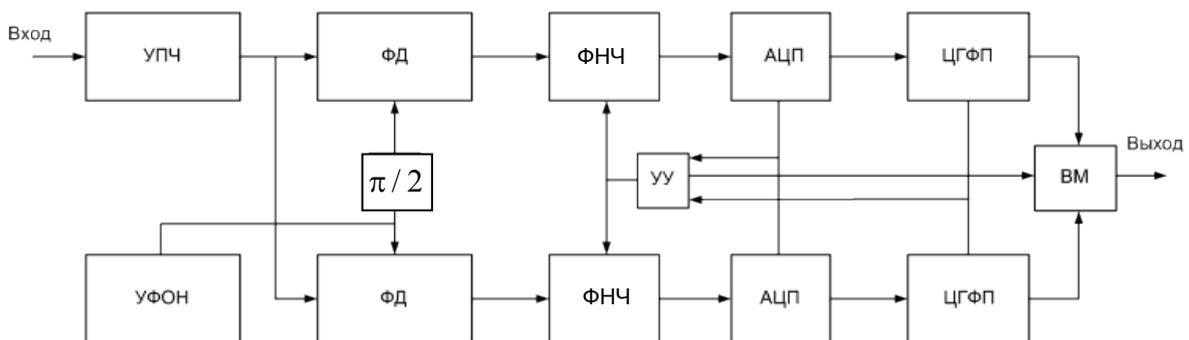 Вход
УПЧ
ФД
ФНЧ
АЦП
ЦГФП
π / 2
УУ
ВМ
Выход
УФОН
ФД
ФНЧ
АЦП
ЦГФП